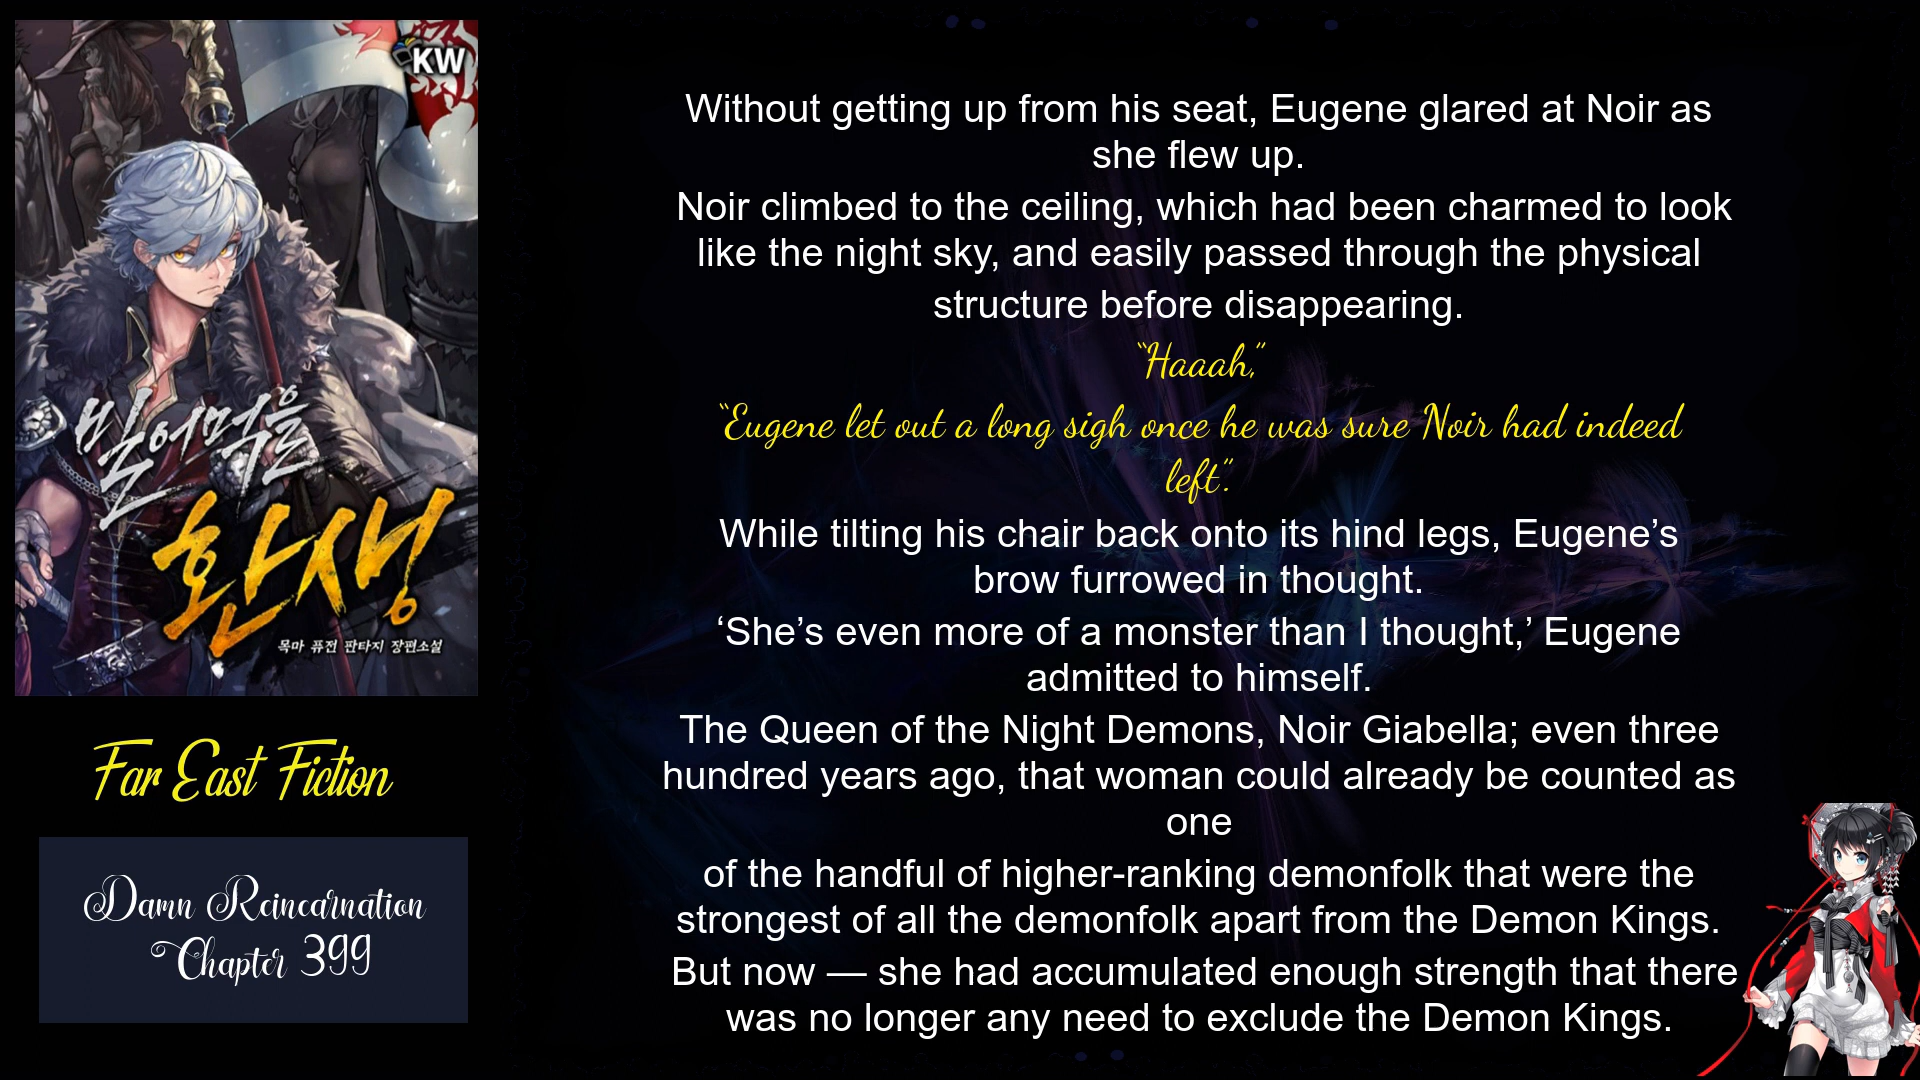 KW
빌어먹을
환생
목마 퓨전 판타지 장편소설
Far East Fiction
Damn Reincarnation
Chapter 399
Without getting up from his seat, Eugene glared at Noir as
she flew up.
Noir climbed to the ceiling, which had been charmed to look
like the night sky, and easily passed through the physical
structure before disappearing.
“Haaah,”
“Eugene let out a long sigh once he was sure Noir had indeed
left”.
While tilting his chair back onto its hind legs, Eugene’s
brow furrowed in thought.
‘She’s even more of a monster than I thought,’ Eugene
admitted to himself.
The Queen of the Night Demons, Noir Giabella; even three
hundred years ago, that woman could already be counted as
one
of the handful of higher-ranking demonfolk that were the
strongest of all the demonfolk apart from the Demon Kings.
But now — she had accumulated enough strength that there
was no longer any need to exclude the Demon Kings.